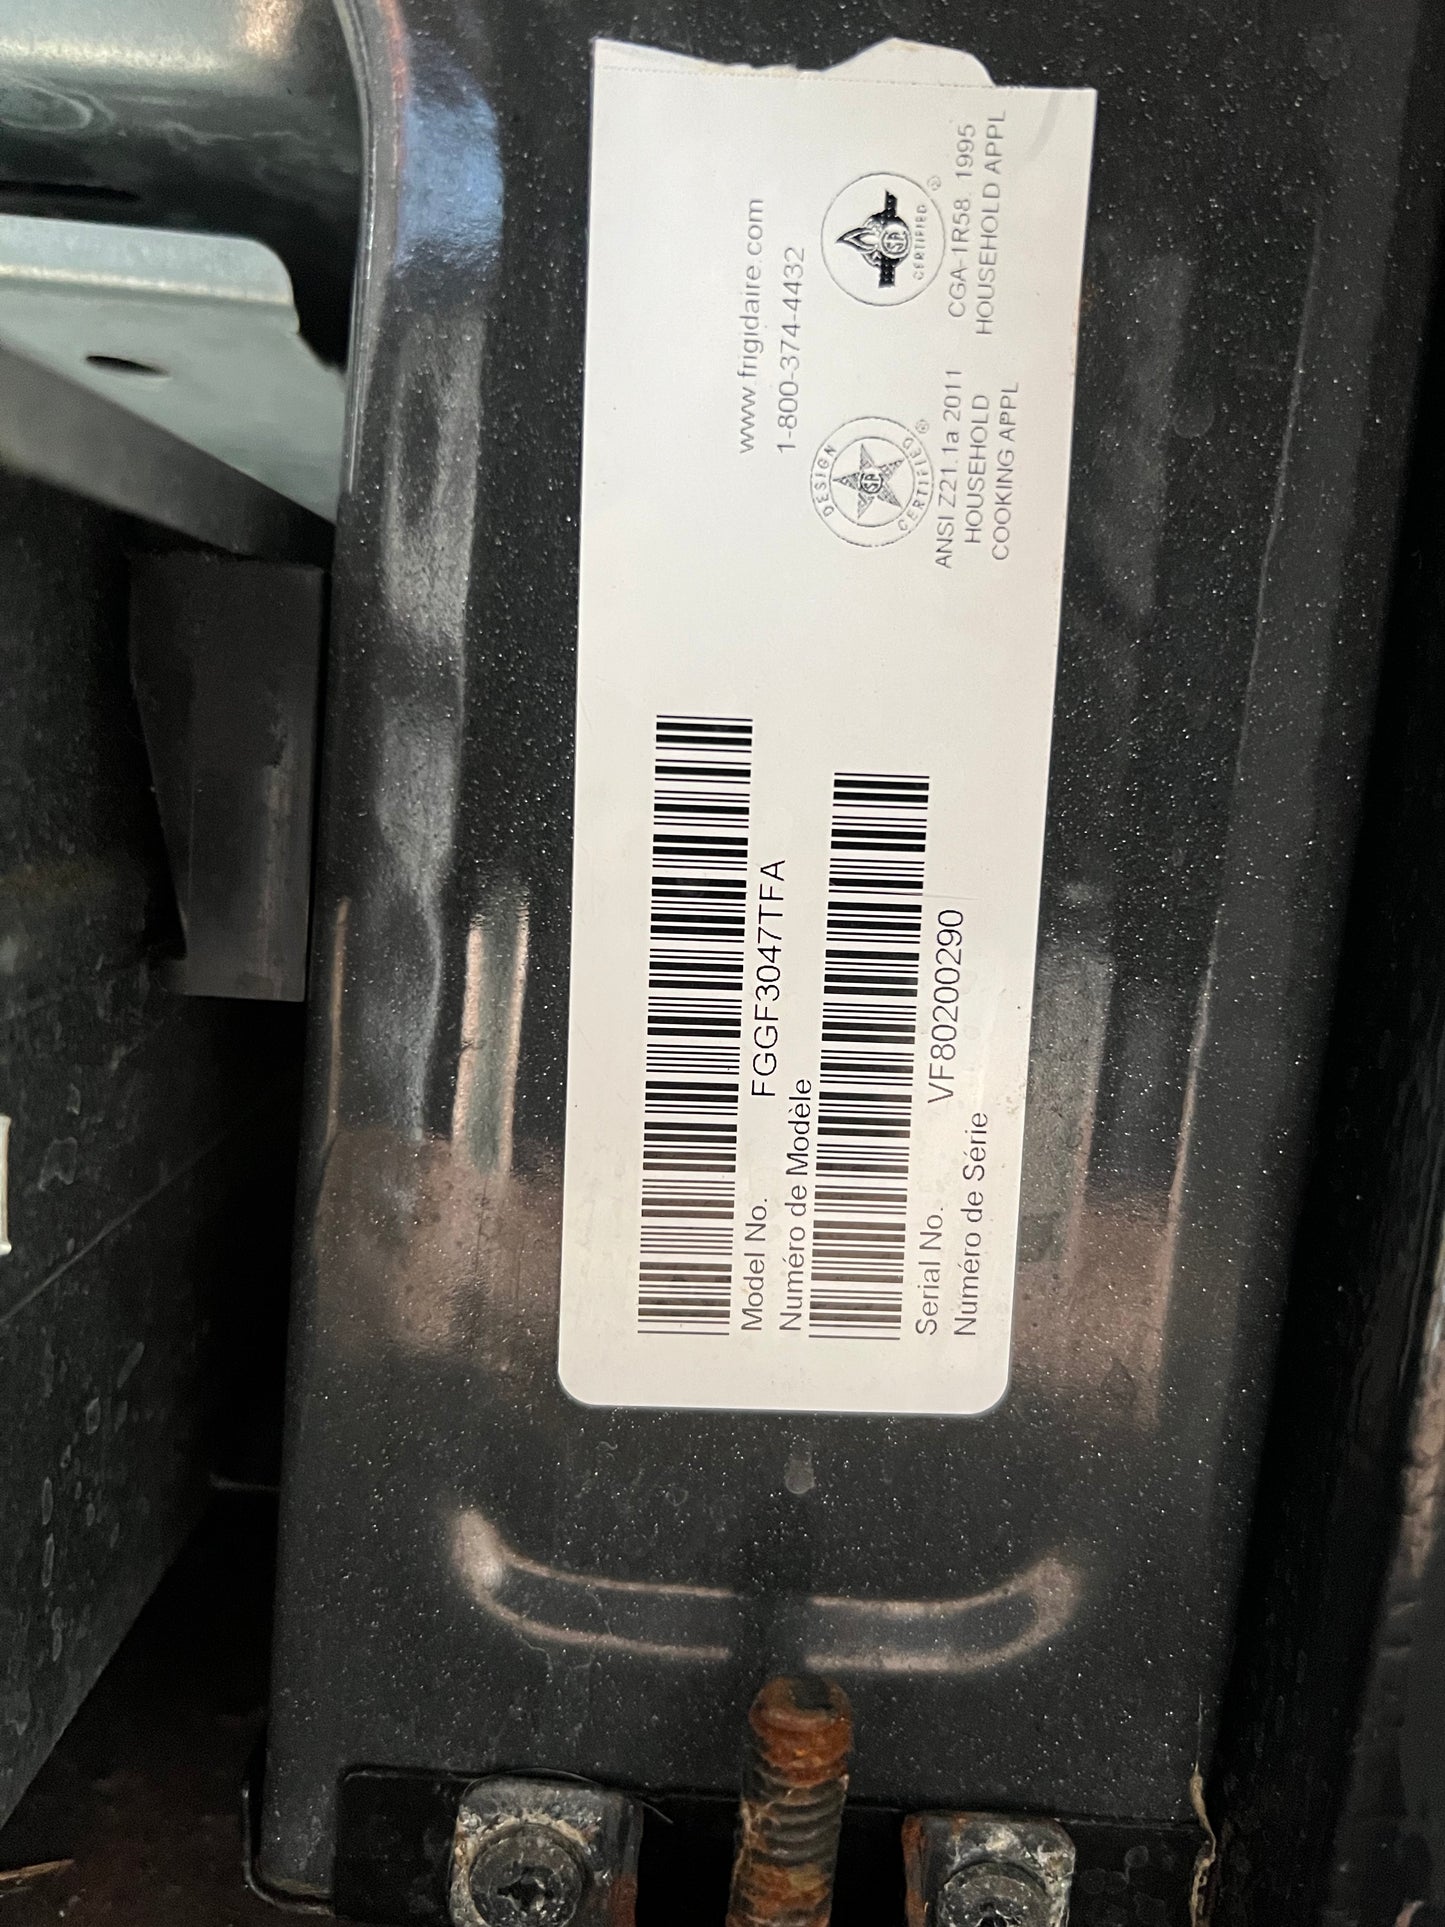 Model No. FGGF3047TFA
Numéro de Modèle
Serial No. VF80200290
Numéro de Série
www.frigidaire.com
1-800-374-4432
DESIGN
CERTIFIED ®
ANSI Z21.1a 2011
HOUSEHOLD
COOKING APPL
CERTIFIED ®
CGA-1R58. 1995
HOUSEHOLD APPL